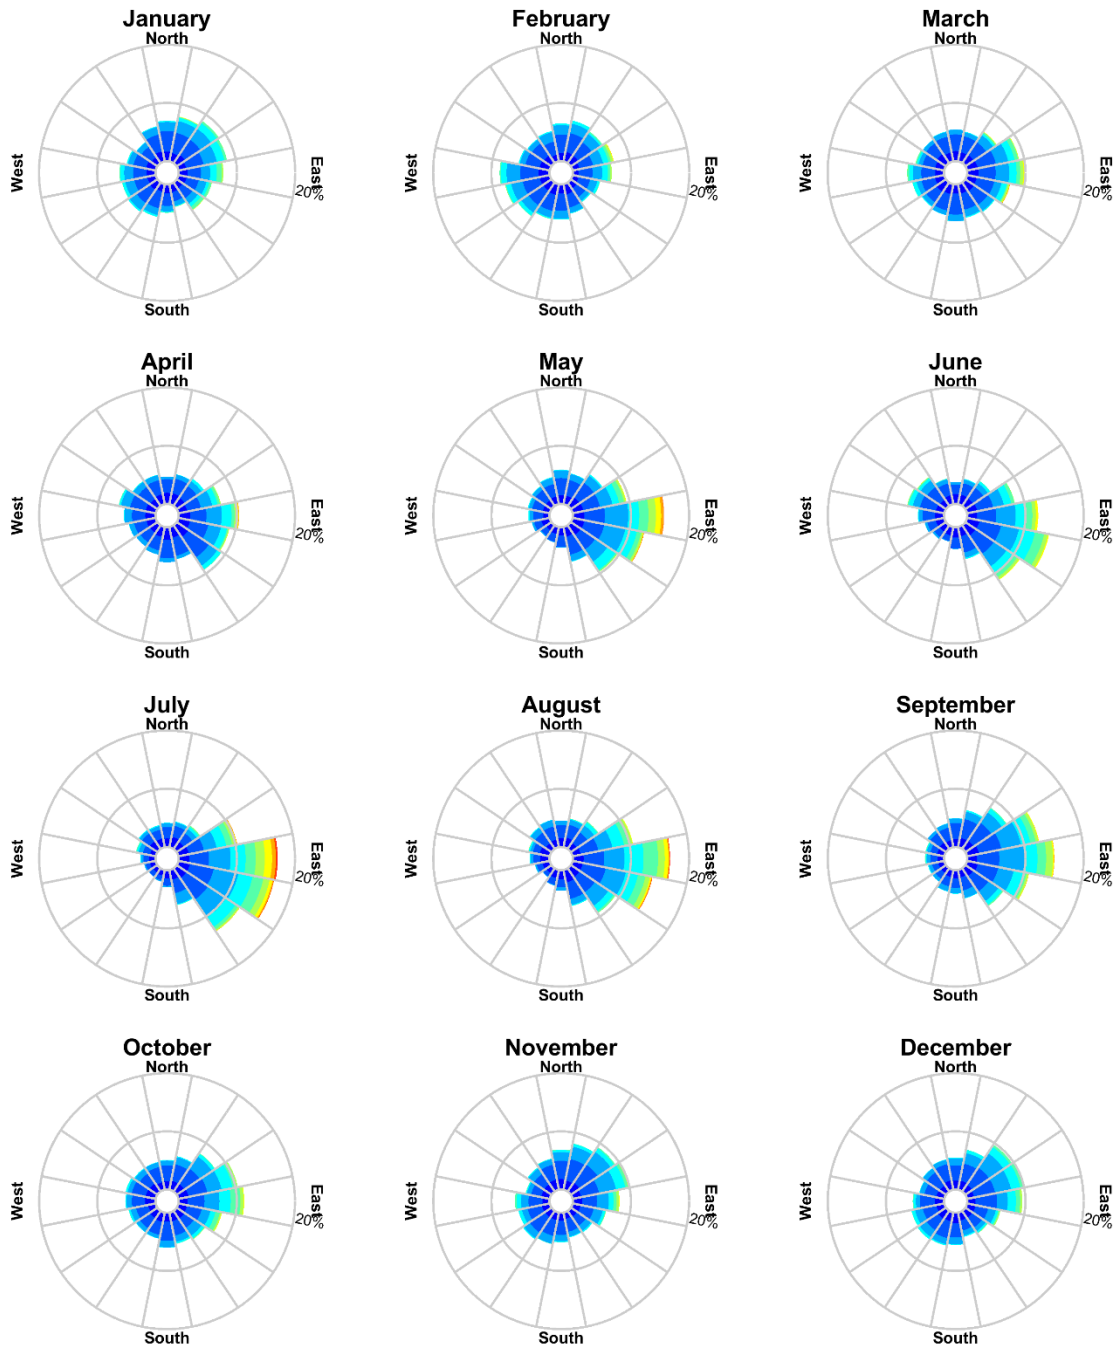 January
North
West
East
20%
South
February
North
West
East
20%
South
March
North
West
East
20%
South
April
North
West
East
20%
South
May
North
West
East
20%
South
June
North
West
East
20%
South
July
North
West
East
20%
South
August
North
West
East
20%
South
September
North
West
East
20%
South
October
North
West
East
20%
South
November
North
West
East
20%
South
December
North
West
East
20%
South